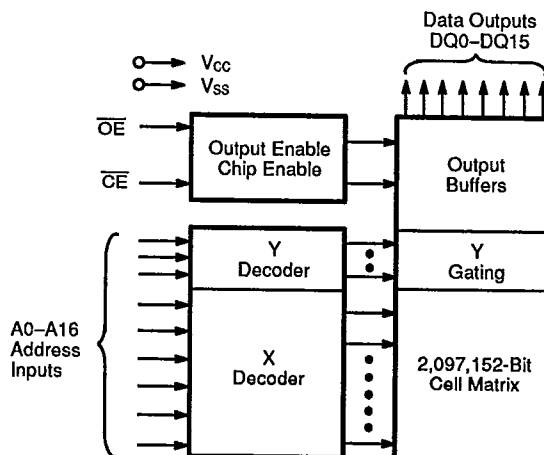 Data Outputs
DQ0–DQ15
VCC
VSS
OE
CE
Output Enable
Chip Enable
Output
Buffers
Y
Decoder
Y
Gating
A0–A16
Address
Inputs
X
Decoder
2,097,152-Bit
Cell Matrix